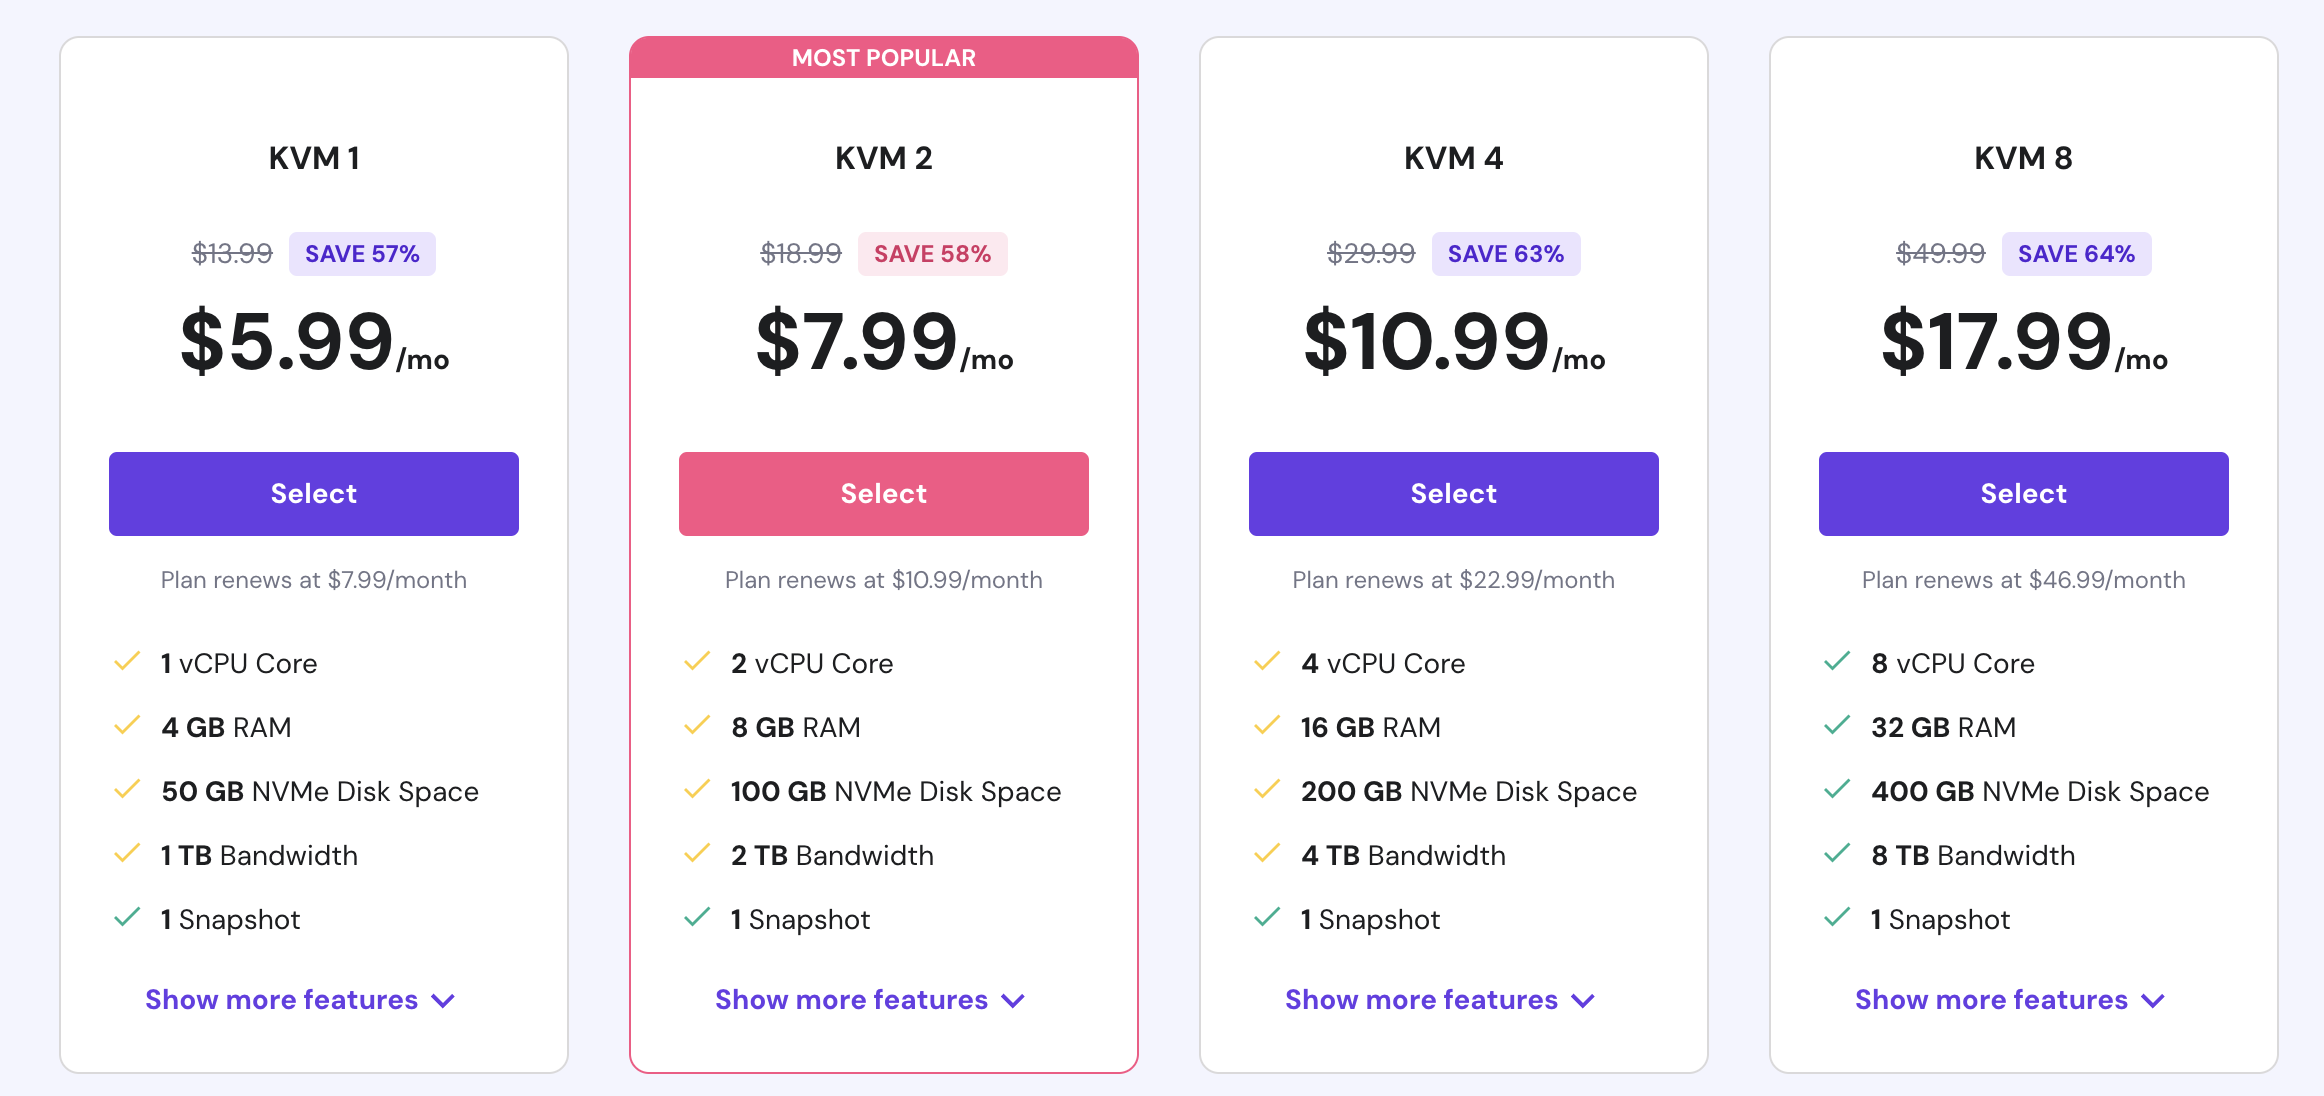 KVM 1
$13.99 SAVE 57%
$5.99/mo
Select
Plan renews at $7.99/month
1 vCPU Core
4 GB RAM
50 GB NVMe Disk Space
1 TB Bandwidth
1 Snapshot
Show more features
MOST POPULAR
KVM 2
$18.99 SAVE 58%
$7.99/mo
Select
Plan renews at $10.99/month
2 vCPU Core
8 GB RAM
100 GB NVMe Disk Space
2 TB Bandwidth
1 Snapshot
Show more features
KVM 4
$29.99 SAVE 63%
$10.99/mo
Select
Plan renews at $22.99/month
4 vCPU Core
16 GB RAM
200 GB NVMe Disk Space
4 TB Bandwidth
1 Snapshot
Show more features
KVM 8
$49.99 SAVE 64%
$17.99/mo
Select
Plan renews at $46.99/month
8 vCPU Core
32 GB RAM
400 GB NVMe Disk Space
8 TB Bandwidth
1 Snapshot
Show more features